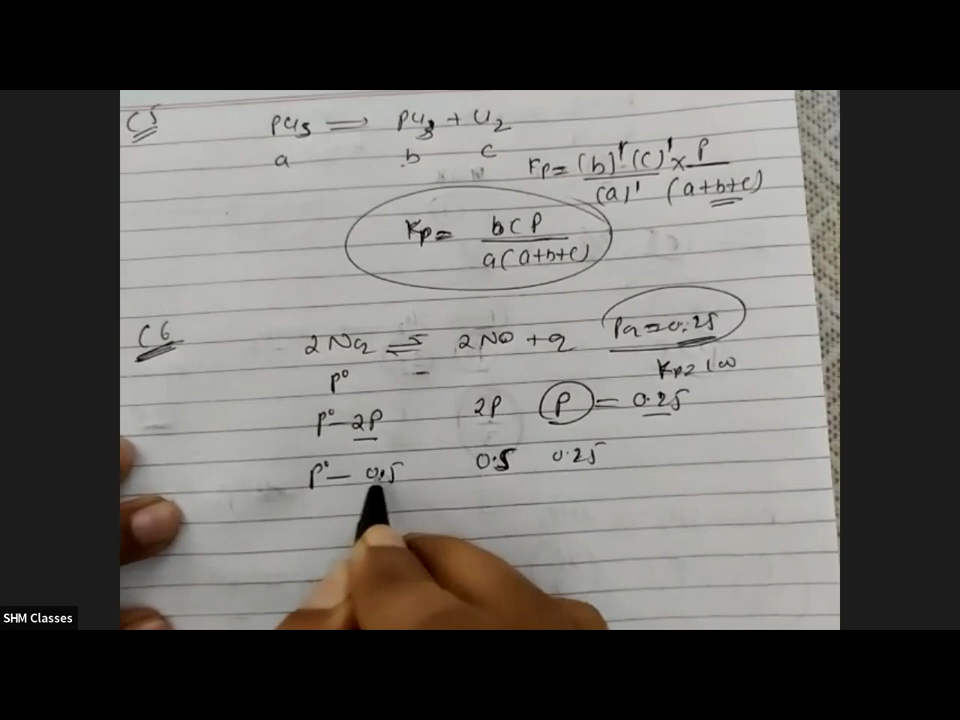 C5
PCl5 ⇌ PCl3 + Cl2
a b c
Kp = (b)¹ (c)¹ / (a)¹ × P / (a+b+c)
Kp = bCP / a(a+b+c)
C6
2NO2 ⇌ 2NO + O2 PO2 = 0.25
P° Kp = 100
P° – 2P 2P P = 0.25
P° – 0.5 0.5 0.25
SHM Classes